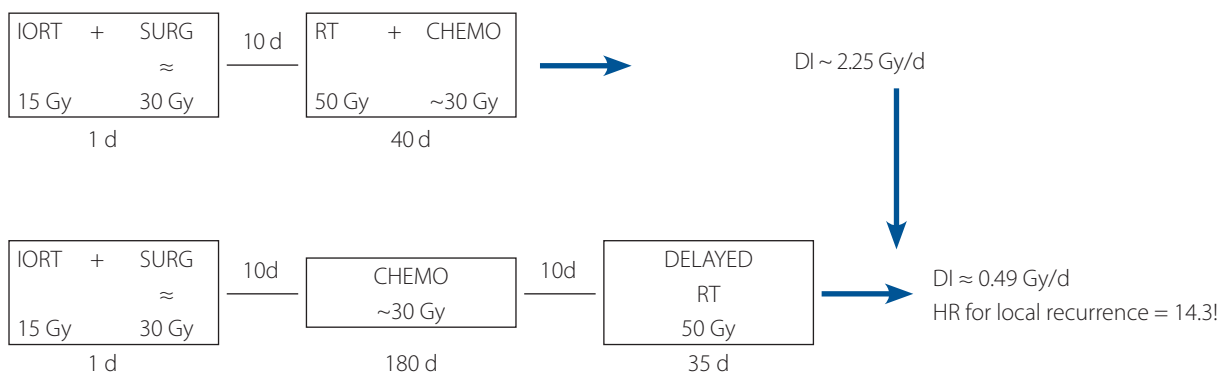 IORT + SURG
≈
15 Gy 30 Gy
1 d
10 d
RT + CHEMO
50 Gy ~30 Gy
40 d
DI ~ 2.25 Gy/d
IORT + SURG
≈
15 Gy 30 Gy
1 d
10d
CHEMO
~30 Gy
180 d
10d
DELAYED
RT
50 Gy
35 d
DI ≈ 0.49 Gy/d
HR for local recurrence = 14.3!